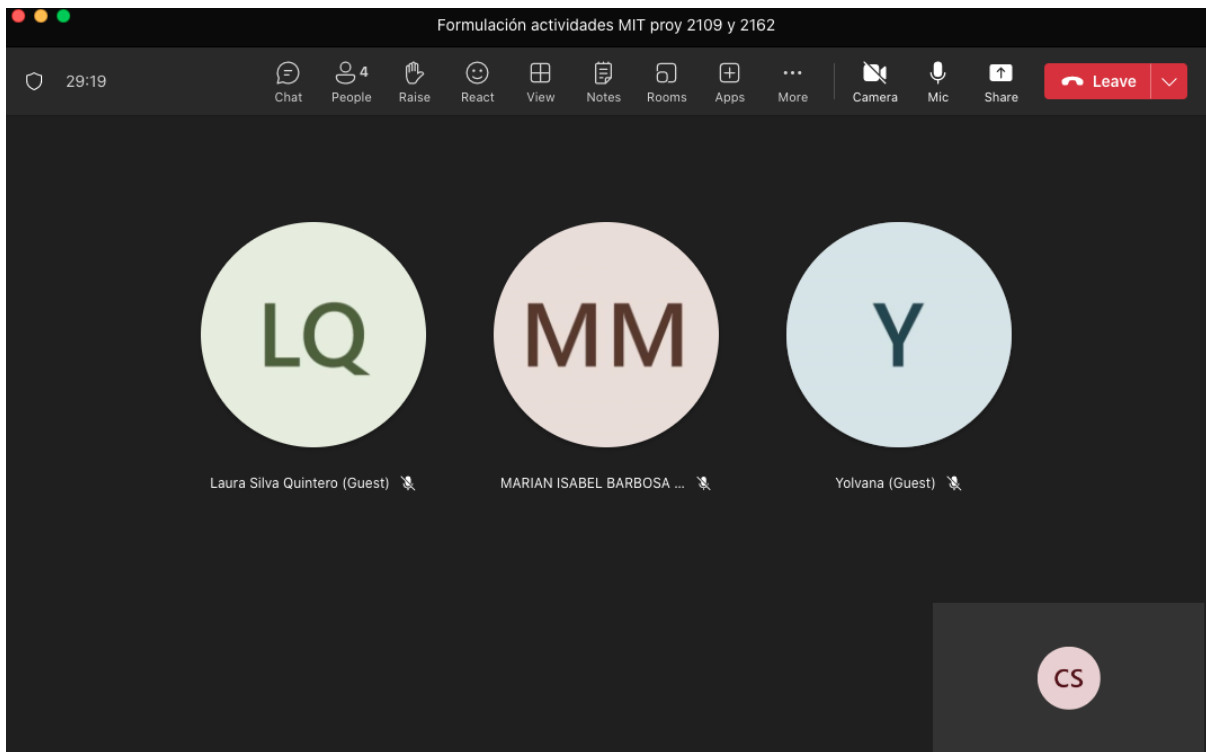 Formulación actividades MIT proy 2109 y 2162
29:19
Chat
4
People
Raise
React
View
Notes
Rooms
Apps
More
Camera
Mic
Share
Leave
LQ
MM
Y
Laura Silva Quintero (Guest)
MARIAN ISABEL BARBOSA ...
Yolvana (Guest)
CS